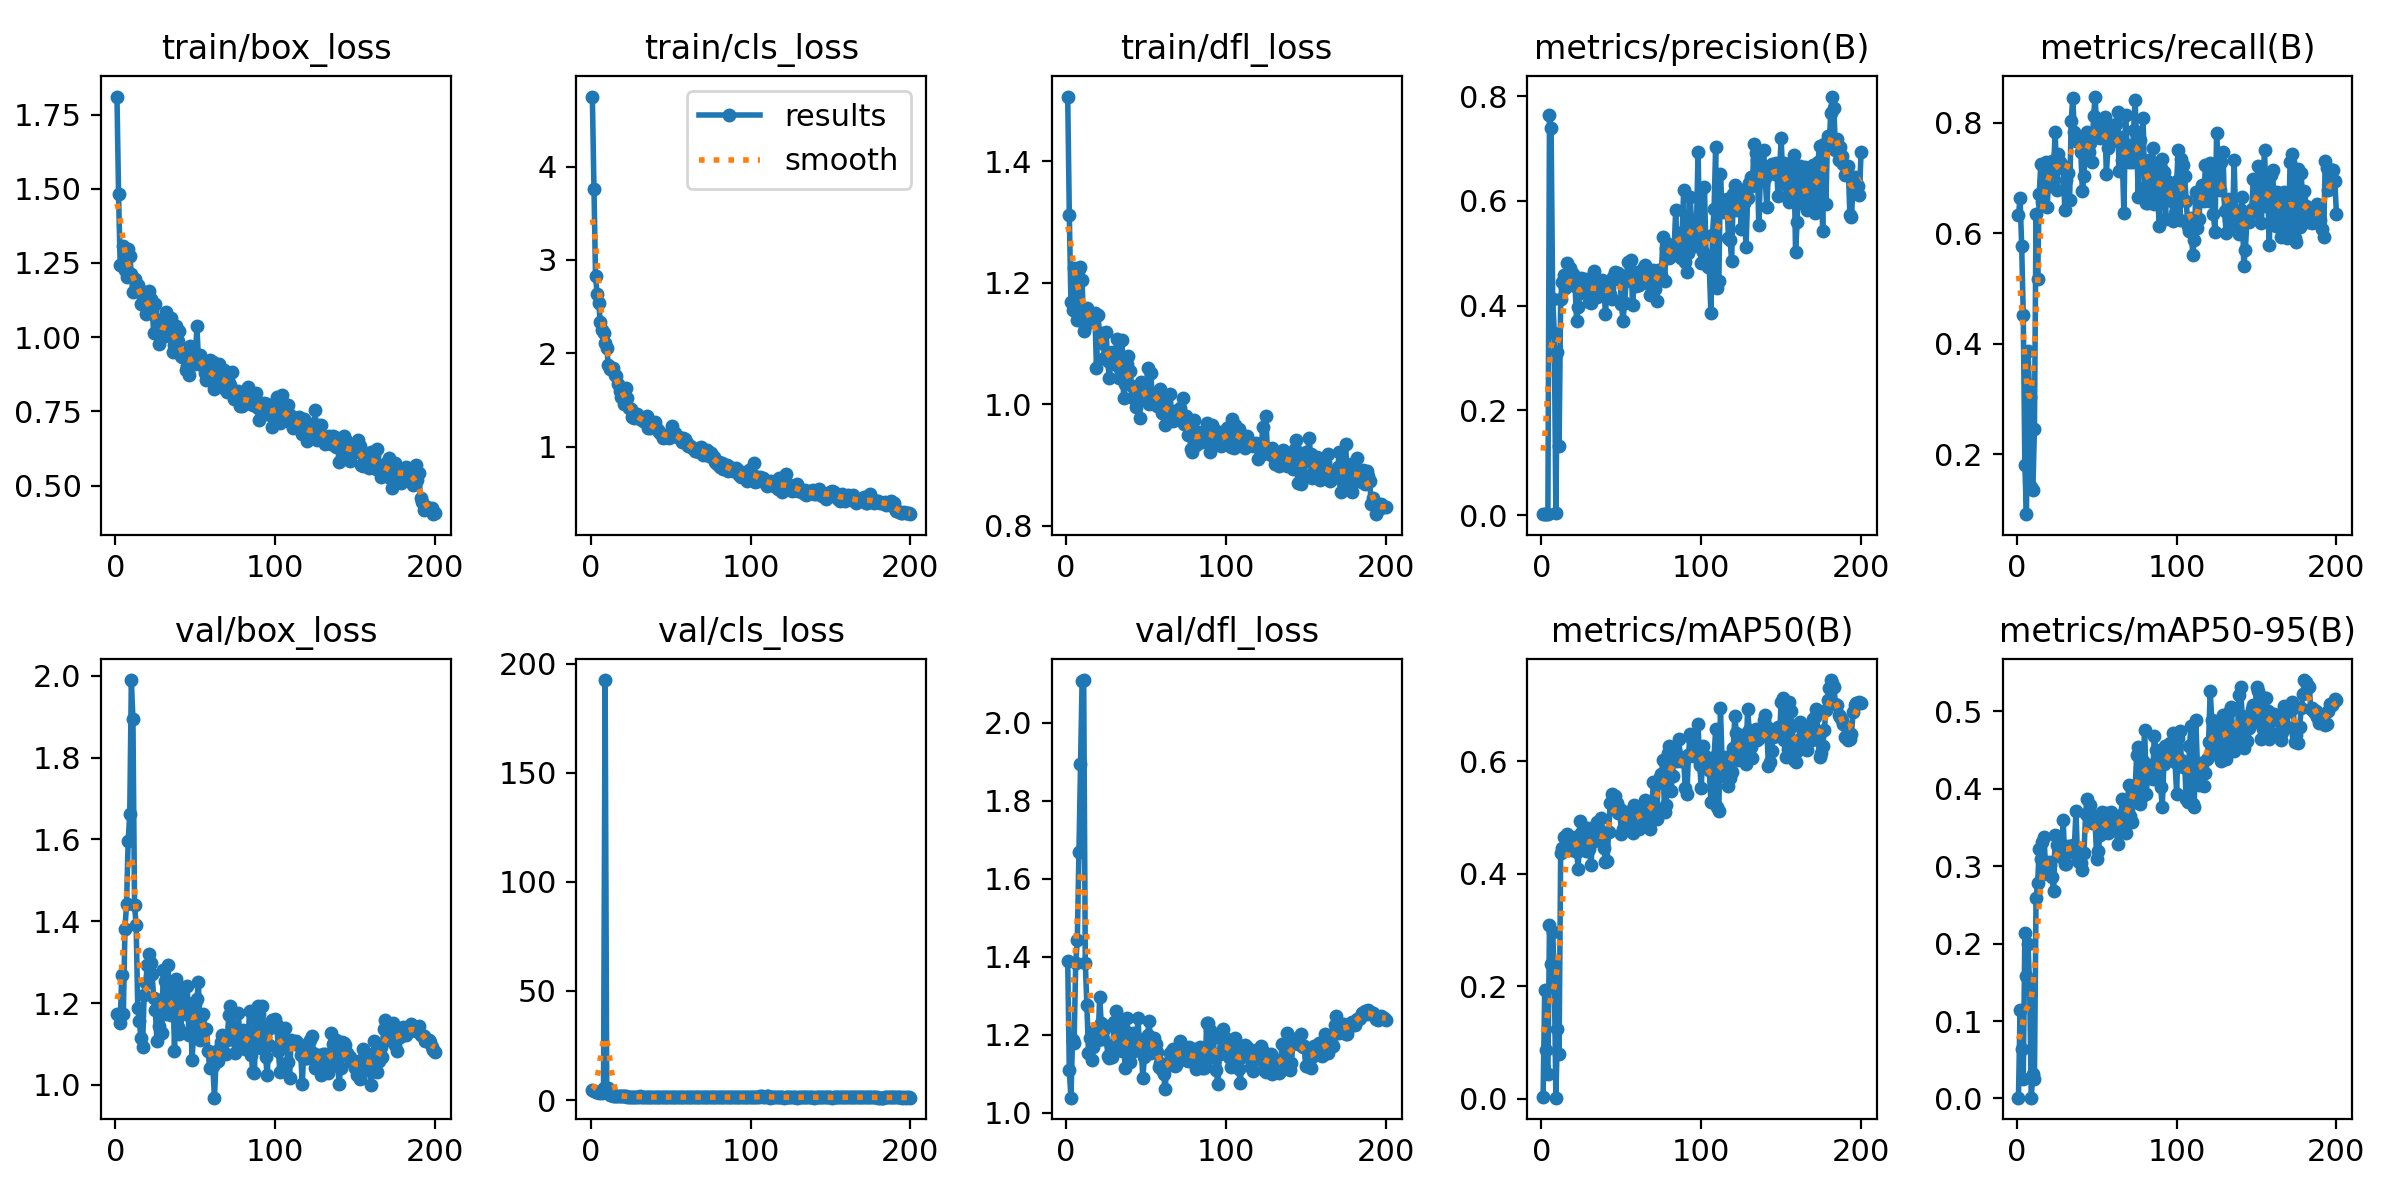 train/box_loss
1.75
1.50
1.25
1.00
0.75
0.50
0 100 200
train/cls_loss
results
smooth
4
3
2
1
0 100 200
train/dfl_loss
1.4
1.2
1.0
0.8
0 100 200
metrics/precision(B)
0.8
0.6
0.4
0.2
0.0
0 100 200
metrics/recall(B)
0.8
0.6
0.4
0.2
0 100 200
val/box_loss
2.0
1.8
1.6
1.4
1.2
1.0
0 100 200
val/cls_loss
200
150
100
50
0
0 100 200
val/dfl_loss
2.0
1.8
1.6
1.4
1.2
1.0
0 100 200
metrics/mAP50(B)
0.6
0.4
0.2
0.0
0 100 200
metrics/mAP50-95(B)
0.5
0.4
0.3
0.2
0.1
0.0
0 100 200